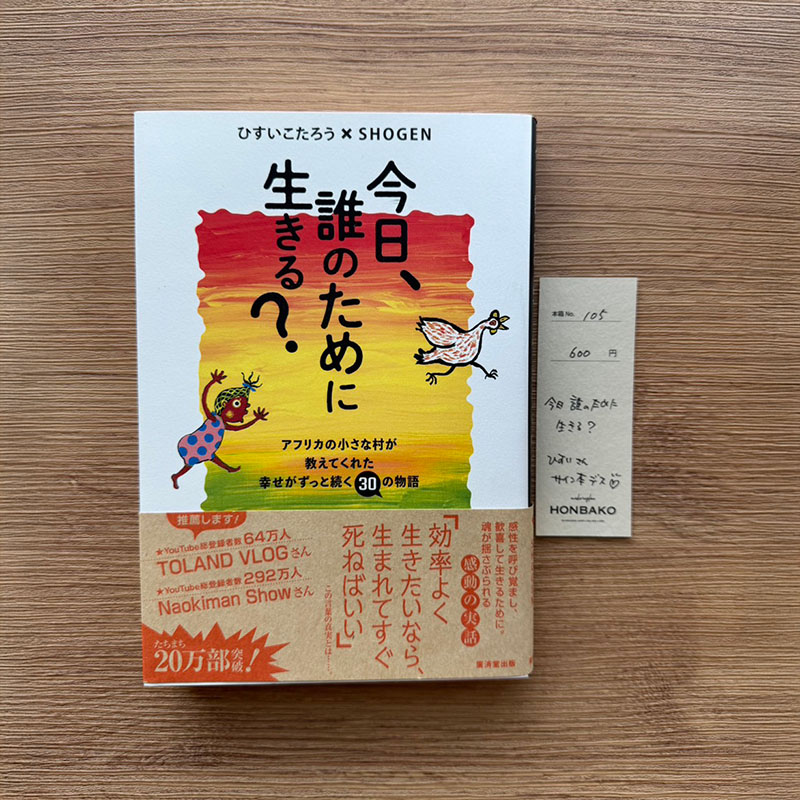 ひすいこたろう × SHOGEN
今日、
誰のために
生きる?
アフリカの小さな村が
教えてくれた
幸せがずっと続く30の物語
推薦します!
★YouTube総登録者数64万人
TOLAND VLOGさん
★YouTube総登録者数292万人
Naokiman Showさん
たちまち
20万部突破!
感性を呼び覚まし、
歓喜して生きるために。
魂が揺さぶられる
感動の実話
「効率よく
生きたいなら、
生まれてすぐ
死ねばいい」
この言葉の真実とは……。
廣済堂出版
本箱 No. 105
600 円
今日 誰のために
生きる?
ひすいさん
サイン本デス
HONBAKO